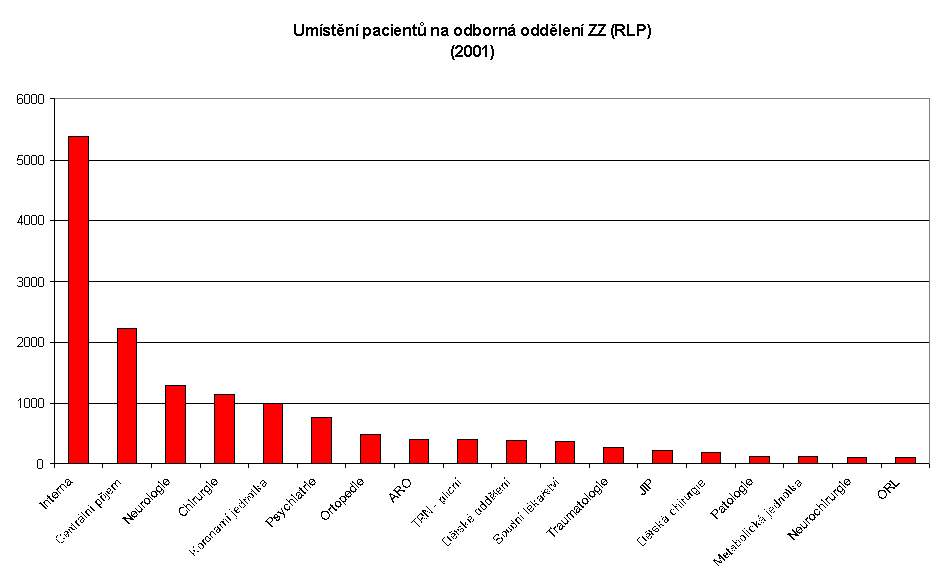 Umístění pacientů na odborná oddělení ZZ (RLP)
(2001)
6000
5000
4000
3000
2000
1000
0
Interna
Centrální příjem
Neurologie
Chirurgie
Koronarní jednotka
Psychiatrie
Ortopedie
ARO
TRN - plicní
Dětské oddělení
Soudní lékařství
Traumatologie
JIP
Dětská chirurgie
Patologie
Metabolická jednotka
Neurochirurgie
ORL